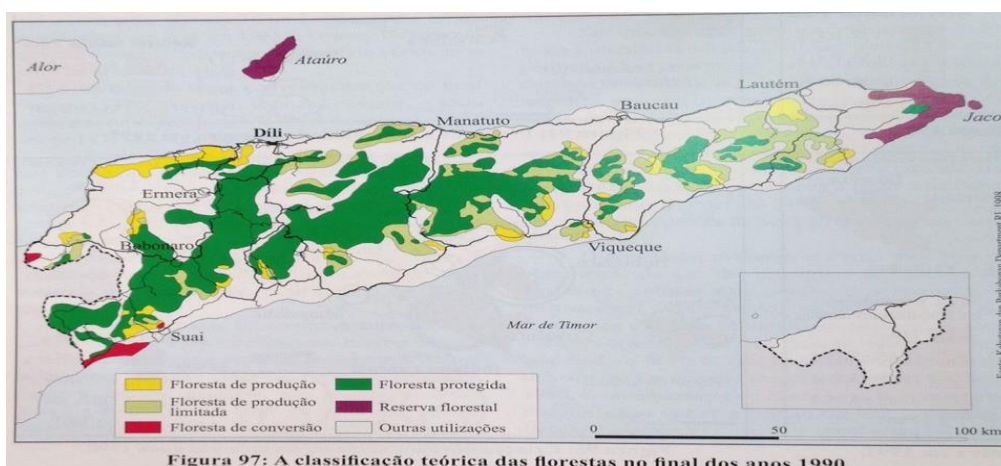 Alor
Ataúro
Lautém
Jaco
Baucau
Manatuto
Díli
Ermera
Bobonaro
Viqueque
Suai
Mar de Timor
Floresta de produção
Floresta de produção
limitada
Floresta de conversão
Floresta protegida
Reserva florestal
Outras utilizações
0 50 100 km
Figura 97: A classificação teórica das florestas no final dos anos 1990